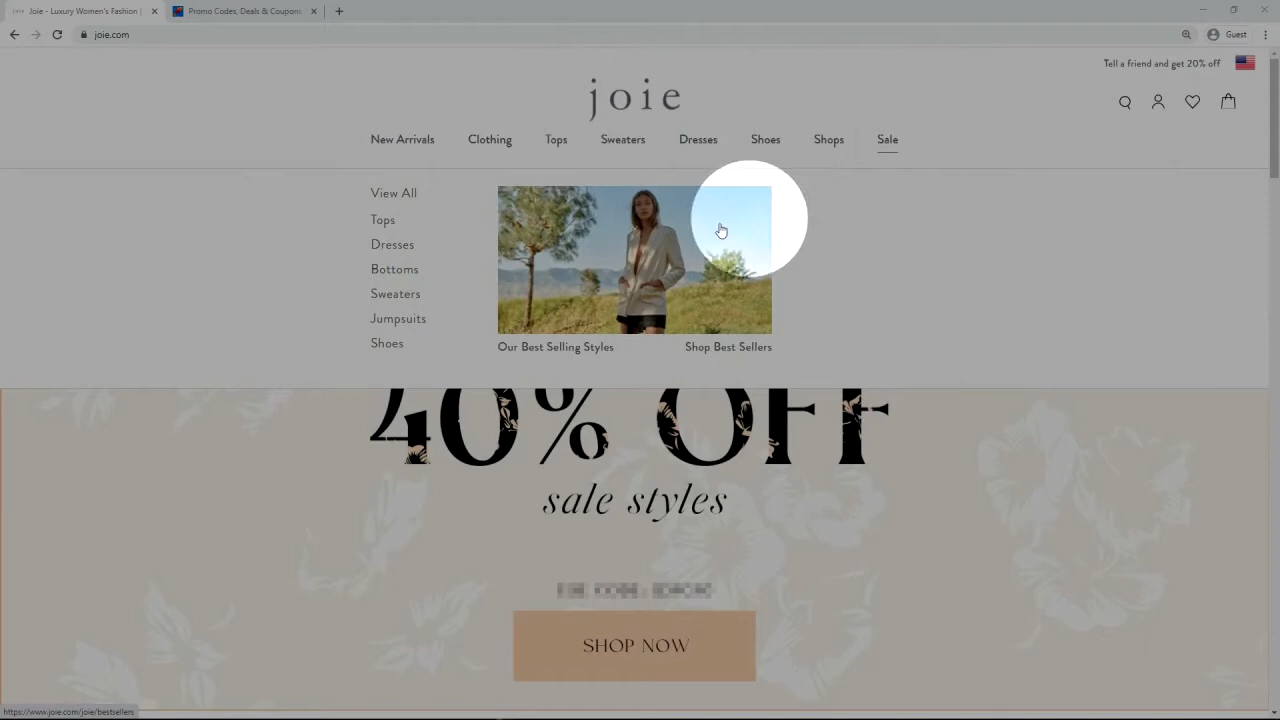 Joie - Luxury Women's Fashion |
Promo Codes, Deals & Coupons
joie.com
Guest
Tell a friend and get 20% off
joie
New Arrivals Clothing Tops Sweaters Dresses Shoes Shops Sale
View All
Tops
Dresses
Bottoms
Sweaters
Jumpsuits
Shoes
Our Best Selling Styles Shop Best Sellers
40% OFF
sale styles
SHOP NOW
https://www.joie.com/joie/bestsellers